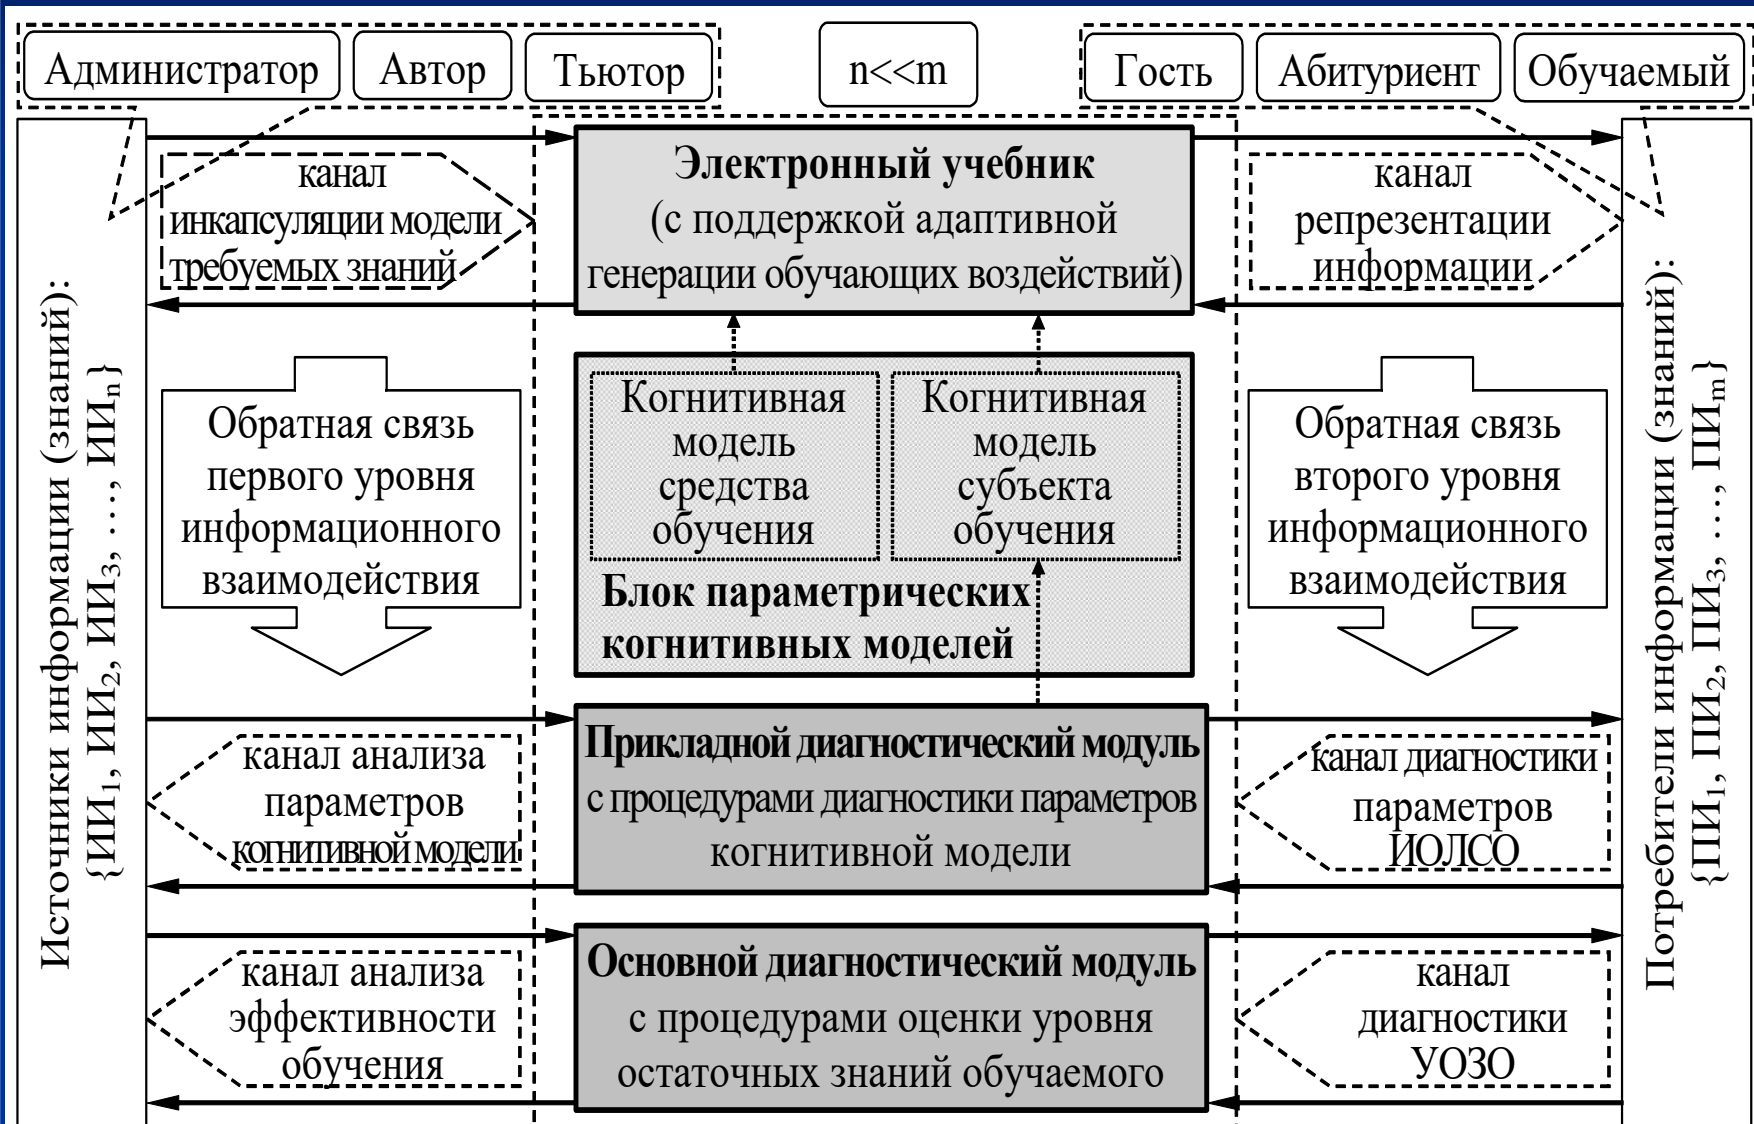 Администратор
Автор
Тьютор
n<<m
Гость
Абитуриент
Обучаемый
Источники информации (знаний):
{ИИ1, ИИ2, ИИ3, …, ИИn}
канал
инкапсуляции модели
требуемых знаний
Электронный учебник
(с поддержкой адаптивной
генерации обучающих воздействий)
канал
репрезентации
информации
Потребители информации (знаний):
{ПИ1, ПИ2, ПИ3, …, ПИm}
Обратная связь
первого уровня
информационного
взаимодействия
Когнитивная
модель
средства
обучения
Когнитивная
модель
субъекта
обучения
Блок параметрических
когнитивных моделей
Обратная связь
второго уровня
информационного
взаимодействия
канал анализа
параметров
когнитивной модели
Прикладной диагностический модуль
с процедурами диагностики параметров
когнитивной модели
канал диагностики
параметров
ИОЛСО
канал анализа
эффективности
обучения
Основной диагностический модуль
с процедурами оценки уровня
остаточных знаний обучаемого
канал
диагностики
УОЗО